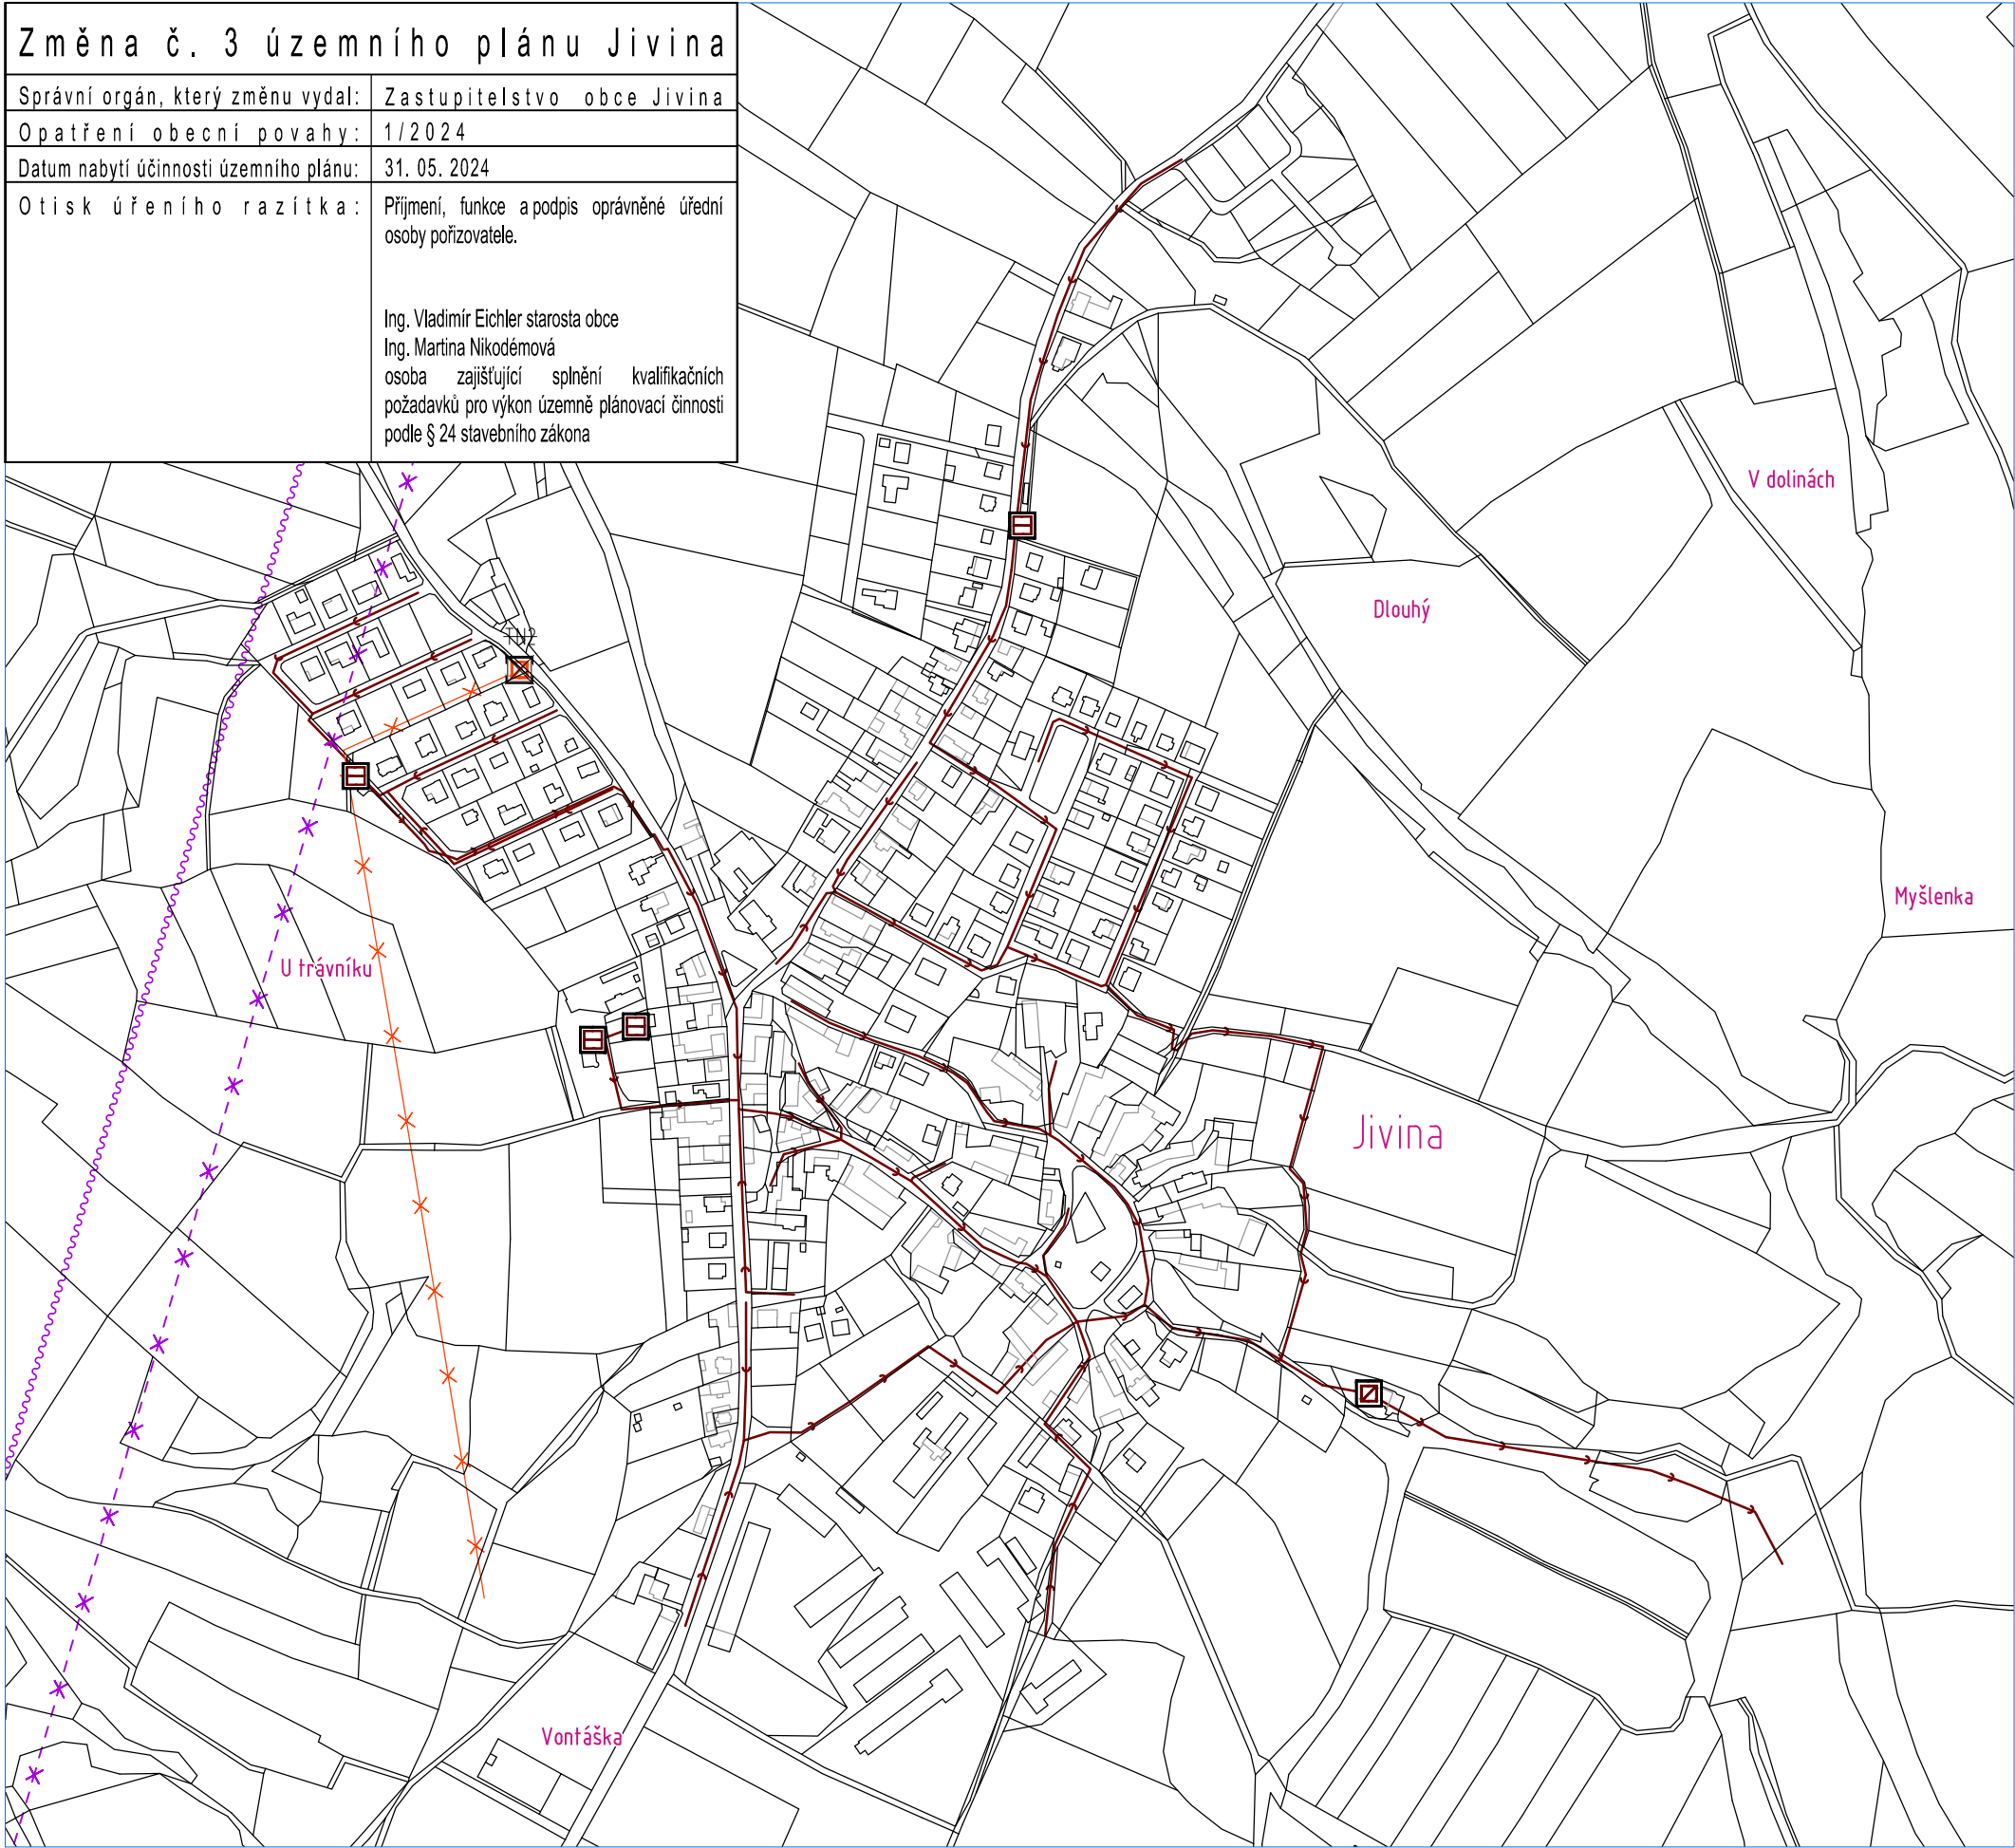 Změna č. 3 územního plánu Jivina
Správní orgán, který změnu vydal: Zastupitelstvo obce Jivina
Opatření obecní povahy: 1/2024
Datum nabytí účinnosti územního plánu: 31. 05. 2024
Otisk úřeního razítka: Příjmení, funkce a podpis oprávněné úřední
osoby pořizovatele.
Ing. Vladimír Eichler starosta obce
Ing. Martina Nikodémová
osoba zajišťující splnění kvalifikačních
požadavků pro výkon územně plánovací činnosti
podle § 24 stavebního zákona
V dolinách
Dlouhý
TN2
Myšlenka
U trávníku
Jivina
Vontáška